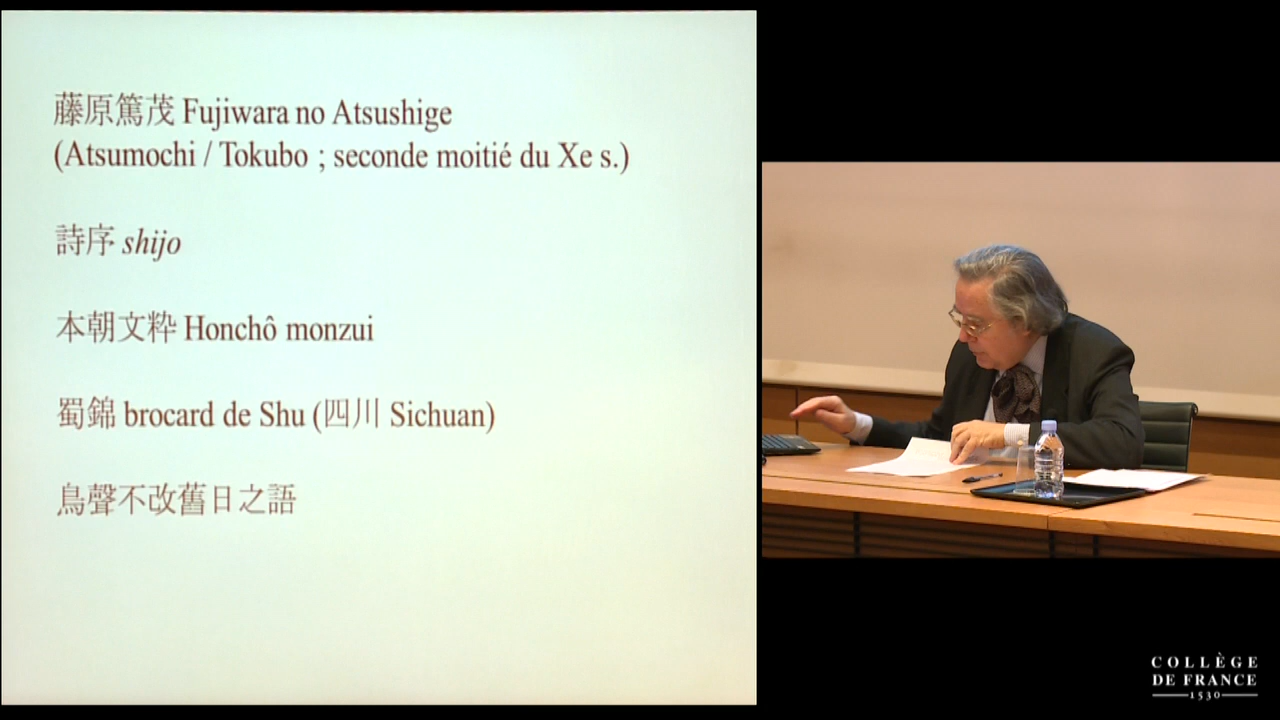 藤原篤茂 Fujiwara no Atsushige
(Atsumochi / Tokubo ; seconde moitié du Xe s.)
詩序 shijo
本朝文粋 Honchô monzui
蜀錦 brocard de Shu (四川 Sichuan)
鳥聲不改舊日之語
COLLÈGE
DE FRANCE
1530